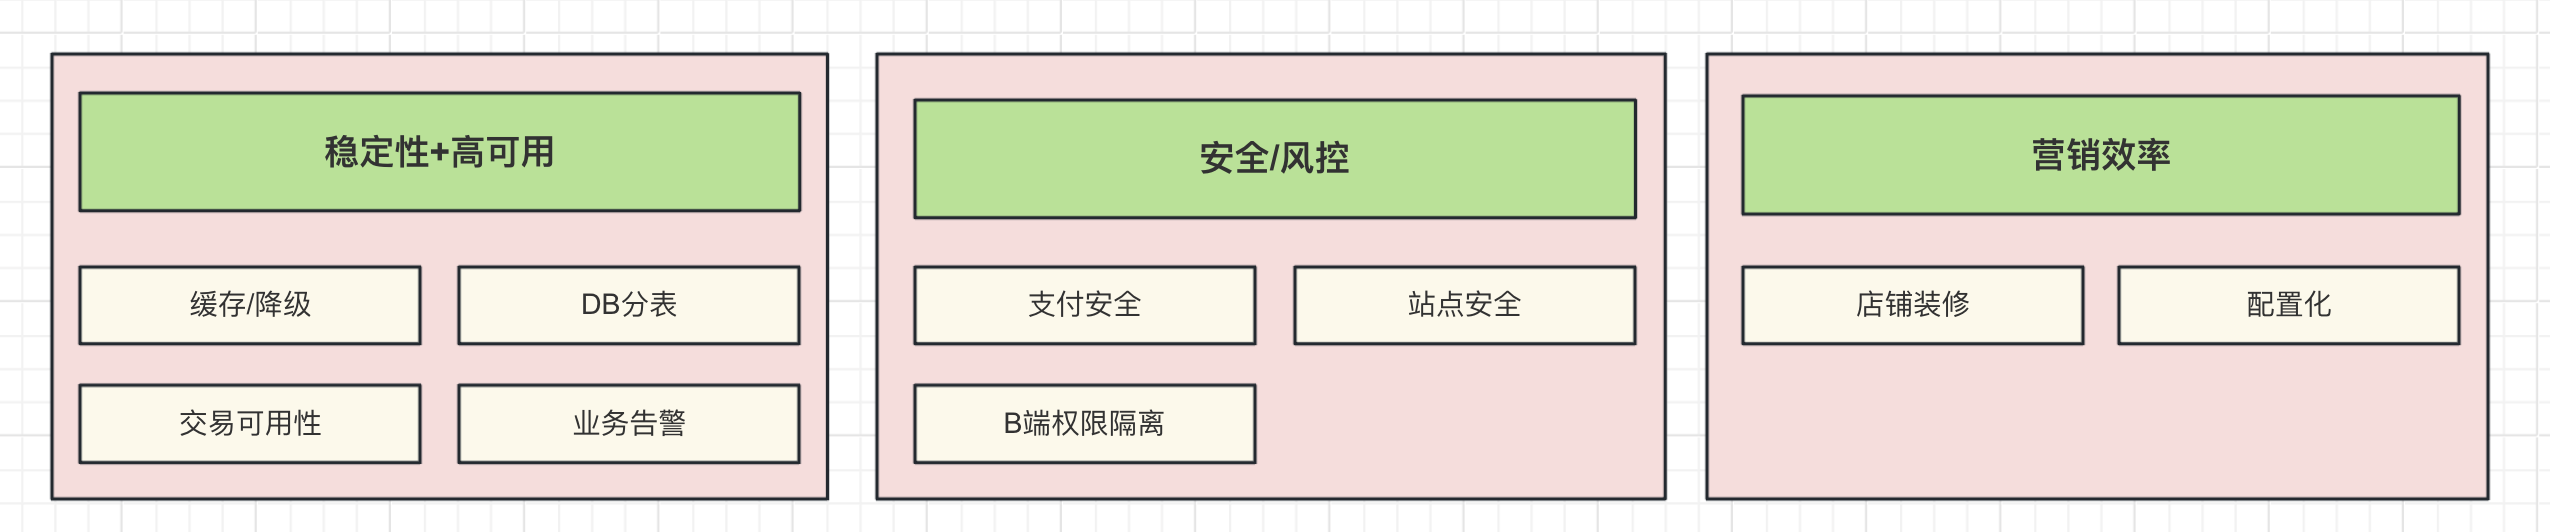 稳定性+高可用
缓存/降级
DB分表
交易可用性
业务告警
安全/风控
支付安全
站点安全
B端权限隔离
营销效率
店铺装修
配置化